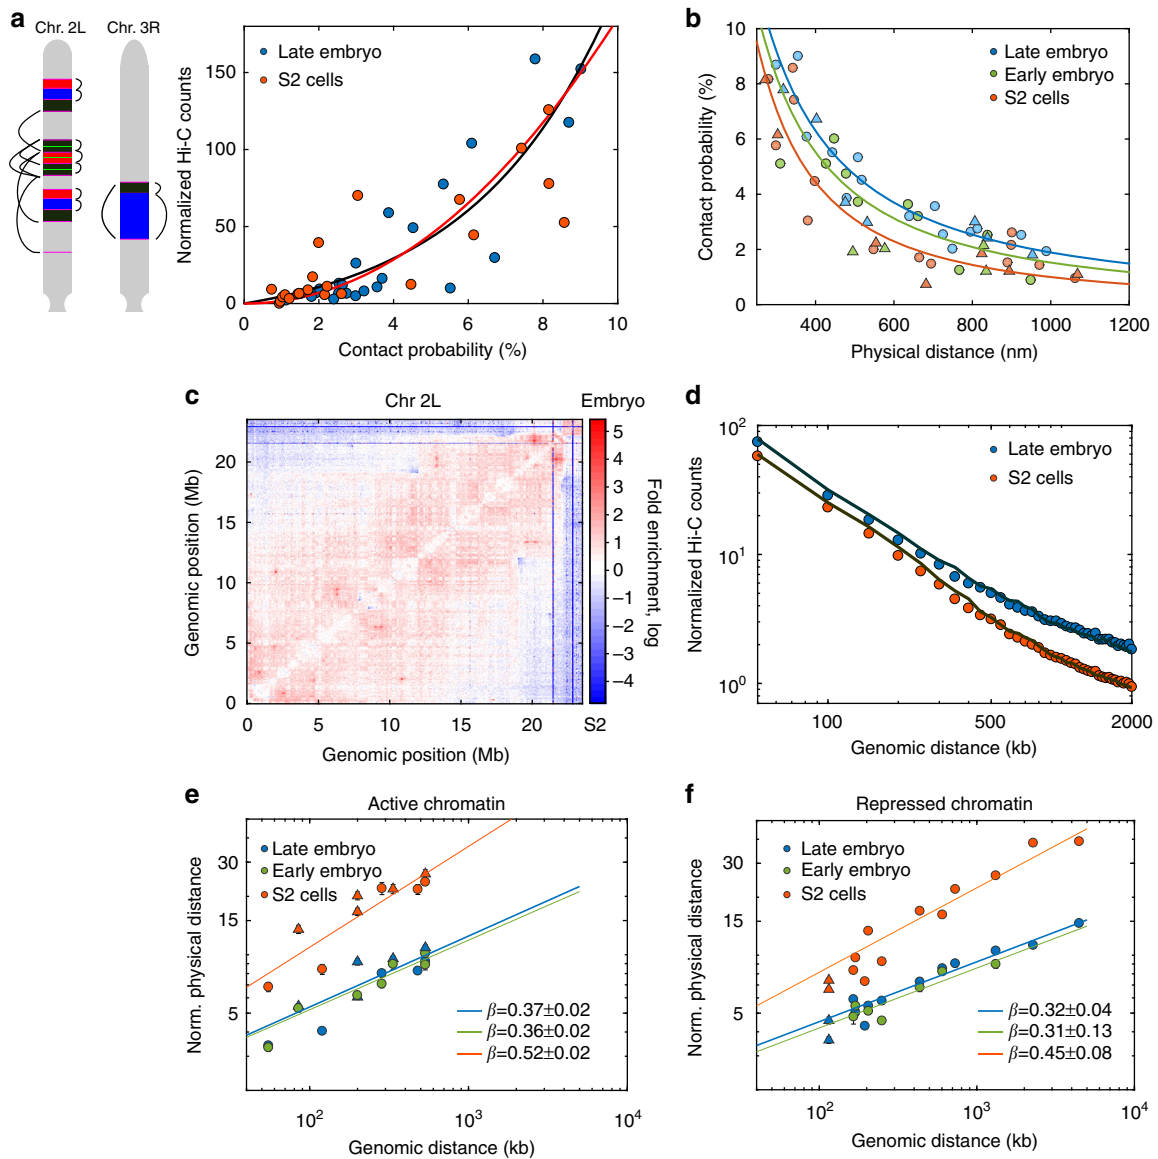 a
Chr. 2L
Chr. 3R
Normalized Hi-C counts
150
100
50
0
0 2 4 6 8 10
Contact probability (%)
Late embryo
S2 cells
b
Contact probability (%)
10
8
6
4
2
0
400 600 800 1000 1200
Physical distance (nm)
Late embryo
Early embryo
S2 cells
c
Chr 2L
Embryo
Genomic position (Mb)
20
15
10
5
0
0 5 10 15 20
S2
Genomic position (Mb)
5
4
3
2
1
0
−1
−2
−3
−4
Fold enrichment, log
d
Normalized Hi-C counts
10²
10¹
10⁰
100 500 2000
Genomic distance (kb)
Late embryo
S2 cells
e
Active chromatin
Norm. physical distance
30
15
5
Late embryo
Early embryo
S2 cells
β=0.37±0.02
β=0.36±0.02
β=0.52±0.02
10² 10³ 10⁴
Genomic distance (kb)
f
Repressed chromatin
Norm. physical distance
30
15
5
Late embryo
Early embryo
S2 cells
β=0.32±0.04
β=0.31±0.13
β=0.45±0.08
10² 10³ 10⁴
Genomic distance (kb)